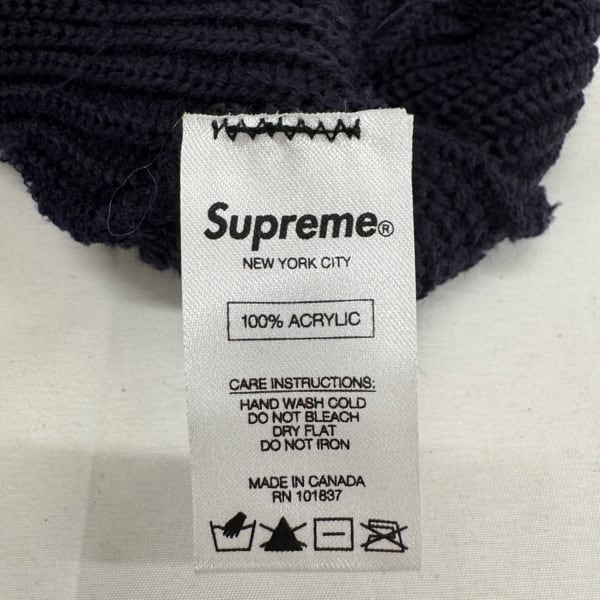 Supreme®
NEW YORK CITY
100% ACRYLIC
CARE INSTRUCTIONS:
HAND WASH COLD
DO NOT BLEACH
DRY FLAT
DO NOT IRON
MADE IN CANADA
RN 101837